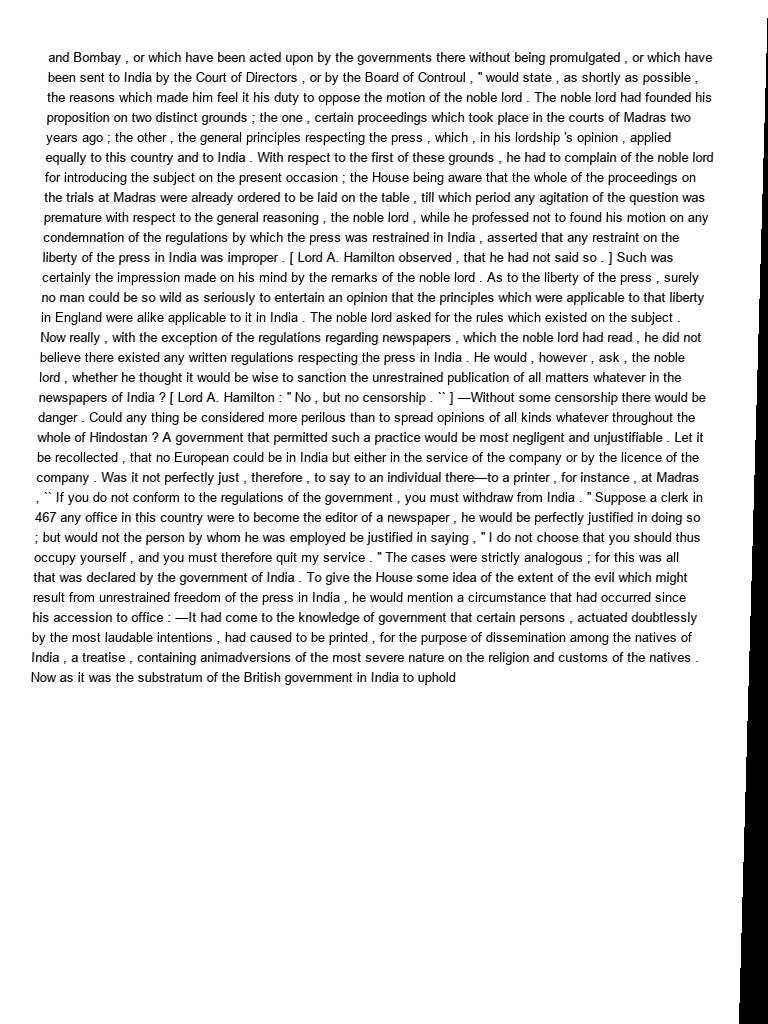 and Bombay , or which have been acted upon by the governments there without being promulgated , or which have
been sent to India by the Court of Directors , or by the Board of Controul , " would state , as shortly as possible ,
the reasons which made him feel it his duty to oppose the motion of the noble lord . The noble lord had founded his
proposition on two distinct grounds ; the one , certain proceedings which took place in the courts of Madras two
years ago ; the other , the general principles respecting the press , which , in his lordship 's opinion , applied
equally to this country and to India . With respect to the first of these grounds , he had to complain of the noble lord
for introducing the subject on the present occasion ; the House being aware that the whole of the proceedings on
the trials at Madras were already ordered to be laid on the table , till which period any agitation of the question was
premature with respect to the general reasoning , the noble lord , while he professed not to found his motion on any
condemnation of the regulations by which the press was restrained in India , asserted that any restraint on the
liberty of the press in India was improper . [ Lord A. Hamilton observed , that he had not said so . ] Such was
certainly the impression made on his mind by the remarks of the noble lord . As to the liberty of the press , surely
no man could be so wild as seriously to entertain an opinion that the principles which were applicable to that liberty
in England were alike applicable to it in India . The noble lord asked for the rules which existed on the subject .
Now really , with the exception of the regulations regarding newspapers , which the noble lord had read , he did not
believe there existed any written regulations respecting the press in India . He would , however , ask , the noble
lord , whether he thought it would be wise to sanction the unrestrained publication of all matters whatever in the
newspapers of India ? [ Lord A. Hamilton : " No , but no censorship . `` ] —Without some censorship there would be
danger . Could any thing be considered more perilous than to spread opinions of all kinds whatever throughout the
whole of Hindostan ? A government that permitted such a practice would be most negligent and unjustifiable . Let it
be recollected , that no European could be in India but either in the service of the company or by the licence of the
company . Was it not perfectly just , therefore , to say to an individual there—to a printer , for instance , at Madras
, `` If you do not conform to the regulations of the government , you must withdraw from India . " Suppose a clerk in
467 any office in this country were to become the editor of a newspaper , he would be perfectly justified in doing so
; but would not the person by whom he was employed be justified in saying , " I do not choose that you should thus
occupy yourself , and you must therefore quit my service . " The cases were strictly analogous ; for this was all
that was declared by the government of India . To give the House some idea of the extent of the evil which might
result from unrestrained freedom of the press in India , he would mention a circumstance that had occurred since
his accession to office : —It had come to the knowledge of government that certain persons , actuated doubtlessly
by the most laudable intentions , had caused to be printed , for the purpose of dissemination among the natives of
India , a treatise , containing animadversions of the most severe nature on the religion and customs of the natives .
Now as it was the substratum of the British government in India to uphold